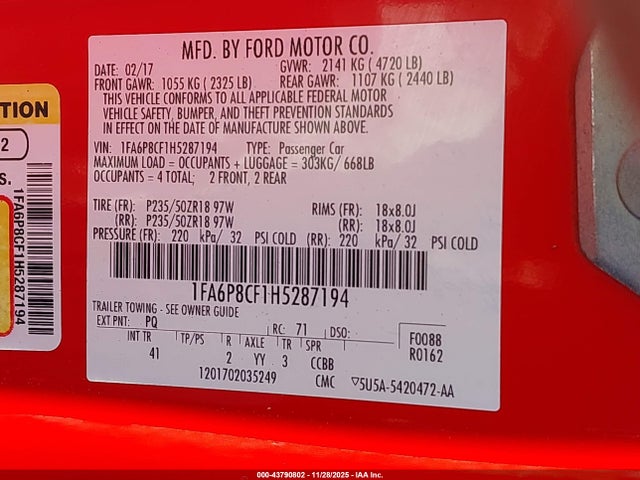 MFD. BY FORD MOTOR CO.
DATE: 02/17 GVWR: 2141 KG ( 4720 LB)
FRONT GAWR: 1055 KG ( 2325 LB) REAR GAWR: 1107 KG ( 2440 LB)
THIS VEHICLE CONFORMS TO ALL APPLICABLE FEDERAL MOTOR
VEHICLE SAFETY, BUMPER, AND THEFT PREVENTION STANDARDS
IN EFFECT ON THE DATE OF MANUFACTURE SHOWN ABOVE.
VIN: 1FA6P8CF1H5287194 TYPE: Passenger Car
MAXIMUM LOAD = OCCUPANTS + LUGGAGE = 303KG/ 668LB
OCCUPANTS = 4 TOTAL; 2 FRONT, 2 REAR
TIRE (FR): P235/50ZR18 97W RIMS (FR): 18x8.0J
(RR): P235/50ZR18 97W (RR): 18x8.0J
PRESSURE (FR): 220 kPa/ 32 PSI COLD (RR): 220 kPa/ 32 PSI COLD
1FA6P8CF1H5287194
TRAILER TOWING - SEE OWNER GUIDE
EXT PNT: PQ RC: 71 DSO: F0088
INT TR TP/PS R AXLE TR SPR R0162
41 2 YY 3 CCBB
1201702035249 CMC ▽5U5A-5420472-AA
TION
2
S.
1FA6P8CF1H5287194
000-43790802 - 11/28/2025 - IAA Inc.